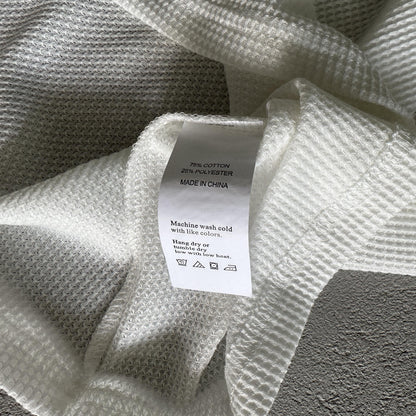 75% COTTON
25% POLYESTER
MADE IN CHINA
Machine wash cold
with like colors.
Hang dry or
tumble dry
low with low heat.